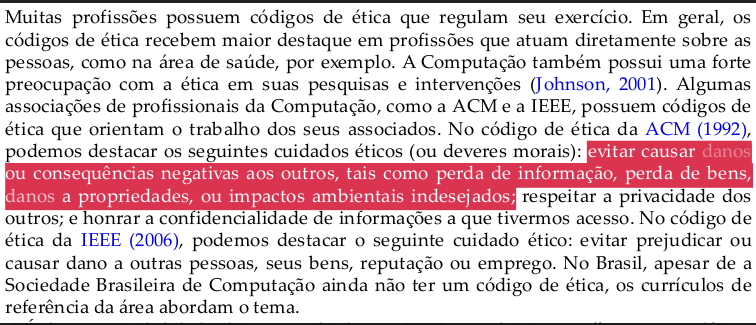 Muitas profissões possuem códigos de ética que regulam seu exercício. Em geral, os
códigos de ética recebem maior destaque em profissões que atuam diretamente sobre as
pessoas, como na área de saúde, por exemplo. A Computação também possui uma forte
preocupação com a ética em suas pesquisas e intervenções (Johnson, 2001). Algumas
associações de profissionais da Computação, como a ACM e a IEEE, possuem códigos de
ética que orientam o trabalho dos seus associados. No código de ética da ACM (1992),
podemos destacar os seguintes cuidados éticos (ou deveres morais): evitar causar danos
ou consequências negativas aos outros, tais como perda de informação, perda de bens,
danos a propriedades, ou impactos ambientais indesejados; respeitar a privacidade dos
outros; e honrar a confidencialidade de informações a que tivermos acesso. No código de
ética da IEEE (2006), podemos destacar o seguinte cuidado ético: evitar prejudicar ou
causar dano a outras pessoas, seus bens, reputação ou emprego. No Brasil, apesar de a
Sociedade Brasileira de Computação ainda não ter um código de ética, os currículos de
referência da área abordam o tema.